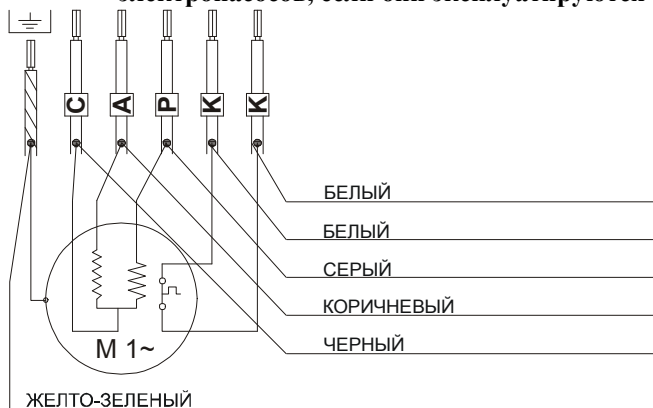 электронасосов, если они эксплуатируются
C A P K K
БЕЛЫЙ
БЕЛЫЙ
СЕРЫЙ
КОРИЧНЕВЫЙ
ЧЕРНЫЙ
M 1~
ЖЕЛТО-ЗЕЛЕНЫЙ